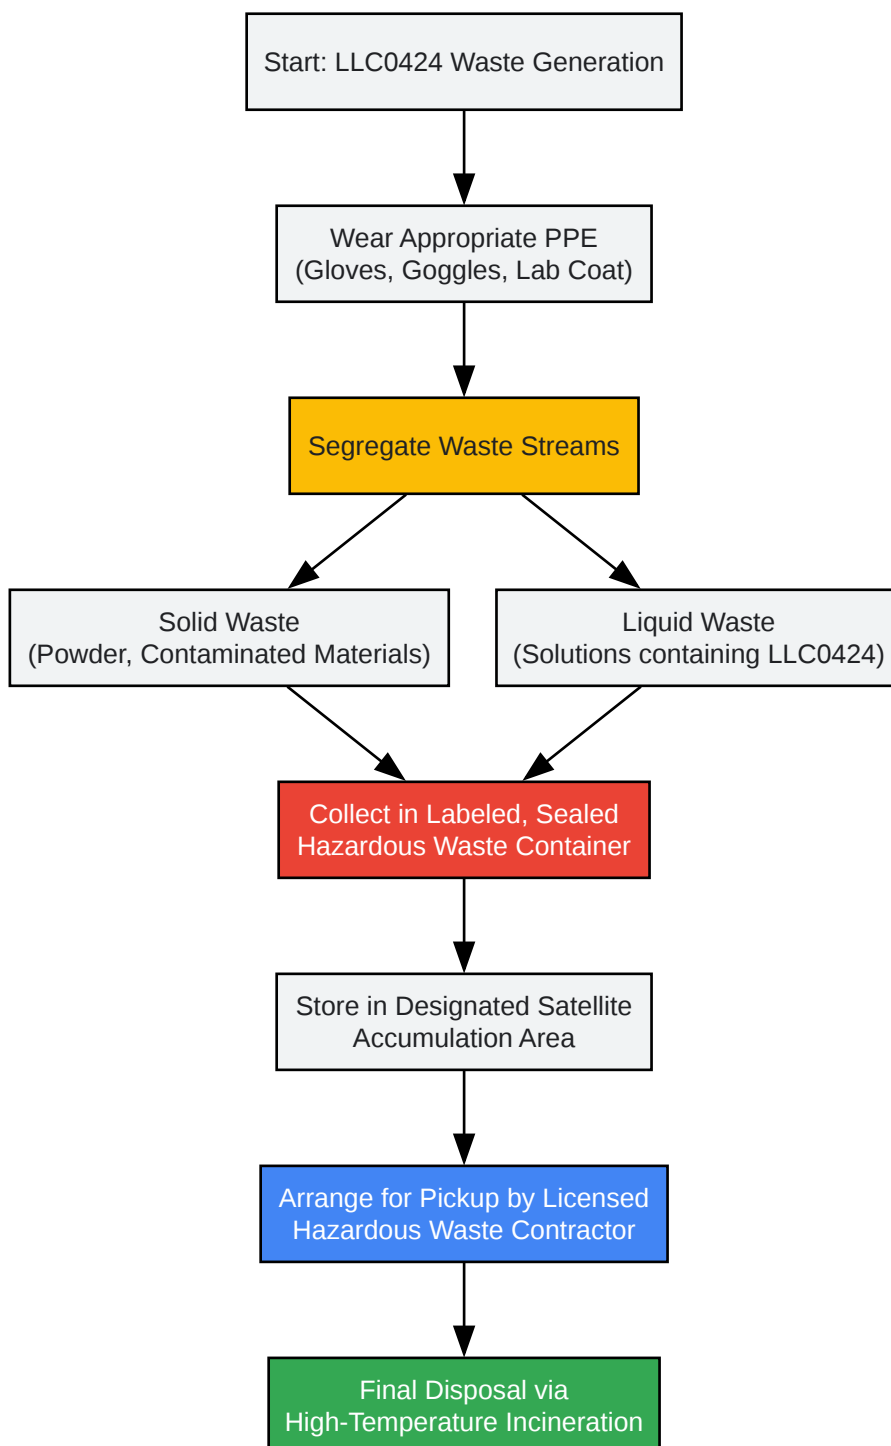 Start: LLC0424 Waste Generation
Wear Appropriate PPE
(Gloves, Goggles, Lab Coat)
Segregate Waste Streams
Solid Waste
(Powder, Contaminated Materials)
Liquid Waste
(Solutions containing LLC0424)
Collect in Labeled, Sealed
Hazardous Waste Container
Store in Designated Satellite
Accumulation Area
Arrange for Pickup by Licensed
Hazardous Waste Contractor
Final Disposal via
High-Temperature Incineration